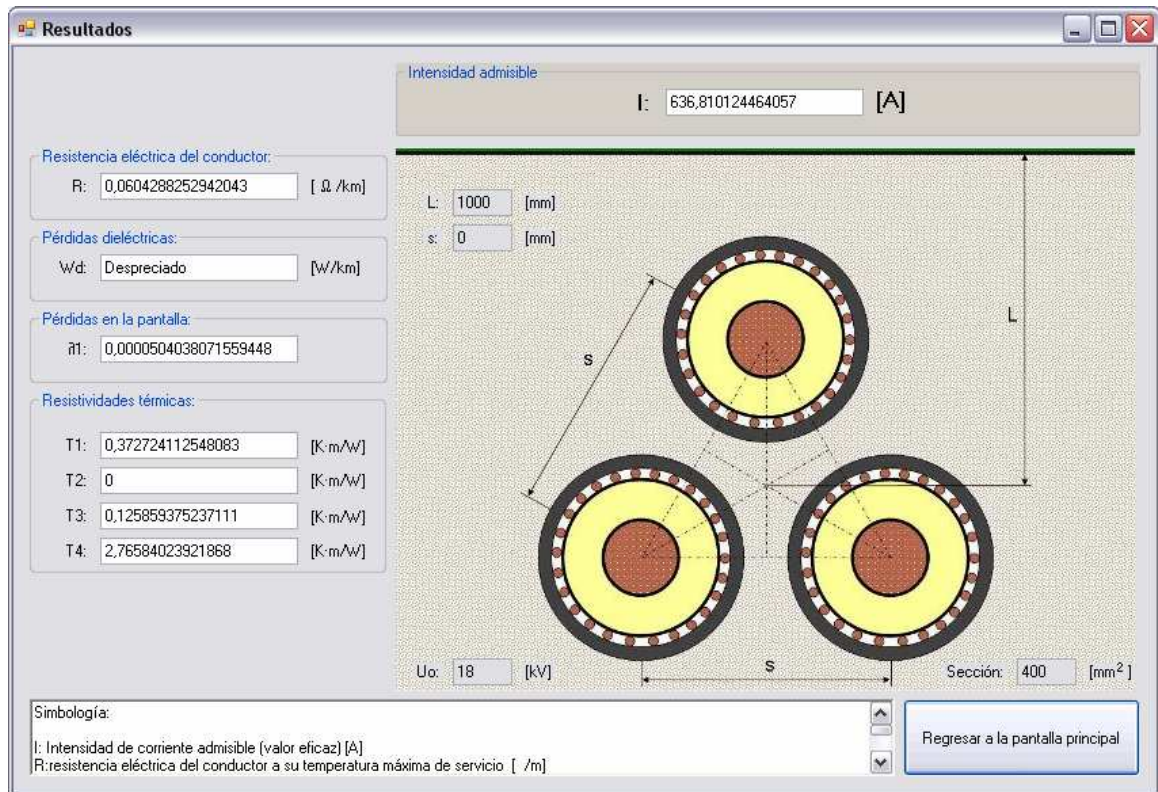 Resultados
Intensidad admisible
I: 636,810124464057 [A]
Resistencia eléctrica del conductor:
R: 0,0604288252942043 [ Ω /km]
Pérdidas dieléctricas:
Wd: Despreciado [W/km]
Pérdidas en la pantalla:
λ1: 0,0000504038071559448
Resistividades térmicas:
T1: 0,372724112548083 [K·m/W]
T2: 0 [K·m/W]
T3: 0,125859375237111 [K·m/W]
T4: 2,76584023921868 [K·m/W]
L: 1000 [mm]
s: 0 [mm]
L
s
s
Uo: 18 [kV]
Sección: 400 [mm²]
Simbología:
I: Intensidad de corriente admisible (valor eficaz) [A]
R:resistencia eléctrica del conductor a su temperatura máxima de servicio [ /m]
Regresar a la pantalla principal